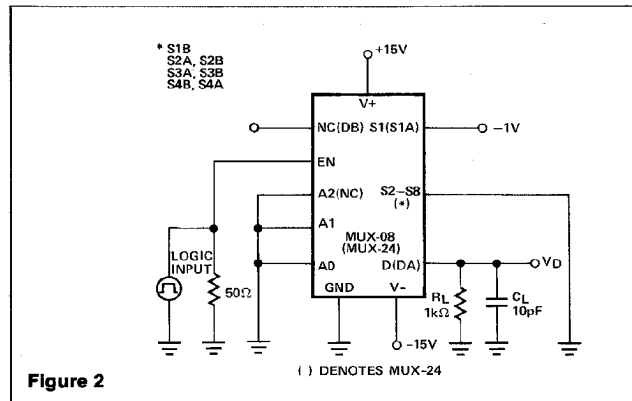 * S1B
S2A, S2B
S3A, S3B
S4B, S4A
+15V
V+
NC(DB) S1(S1A) −1V
EN
A2(NC) S2–S8
(*)
A1
MUX-08
(MUX-24)
LOGIC
INPUT
A0 D(DA) VD
50Ω
GND V-
RL
1kΩ
CL
10pF
-15V
( ) DENOTES MUX-24
Figure 2